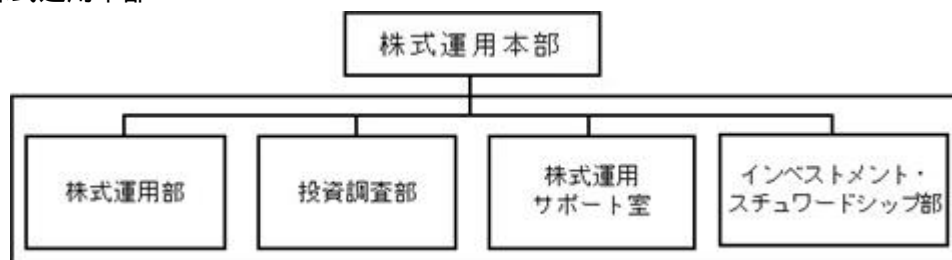 株式運用本部
株式運用部
投資調査部
株式運用
サポート室
インベストメント・
スチュワードシップ部